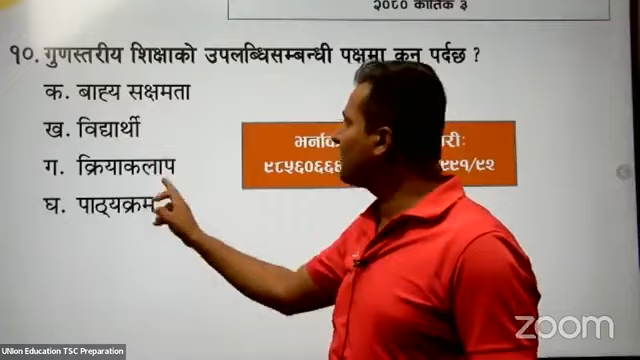 २०८० कार्तिक ३
१०. गुणस्तरीय शिक्षाको उपलब्धिसम्बन्धी पक्षमा कुन पर्दछ ?
क. बाह्य सक्षमता
ख. विद्यार्थी
ग. क्रियाकलाप
घ. पाठ्यक्रम
zoom
UNIon Education TSC Preparation